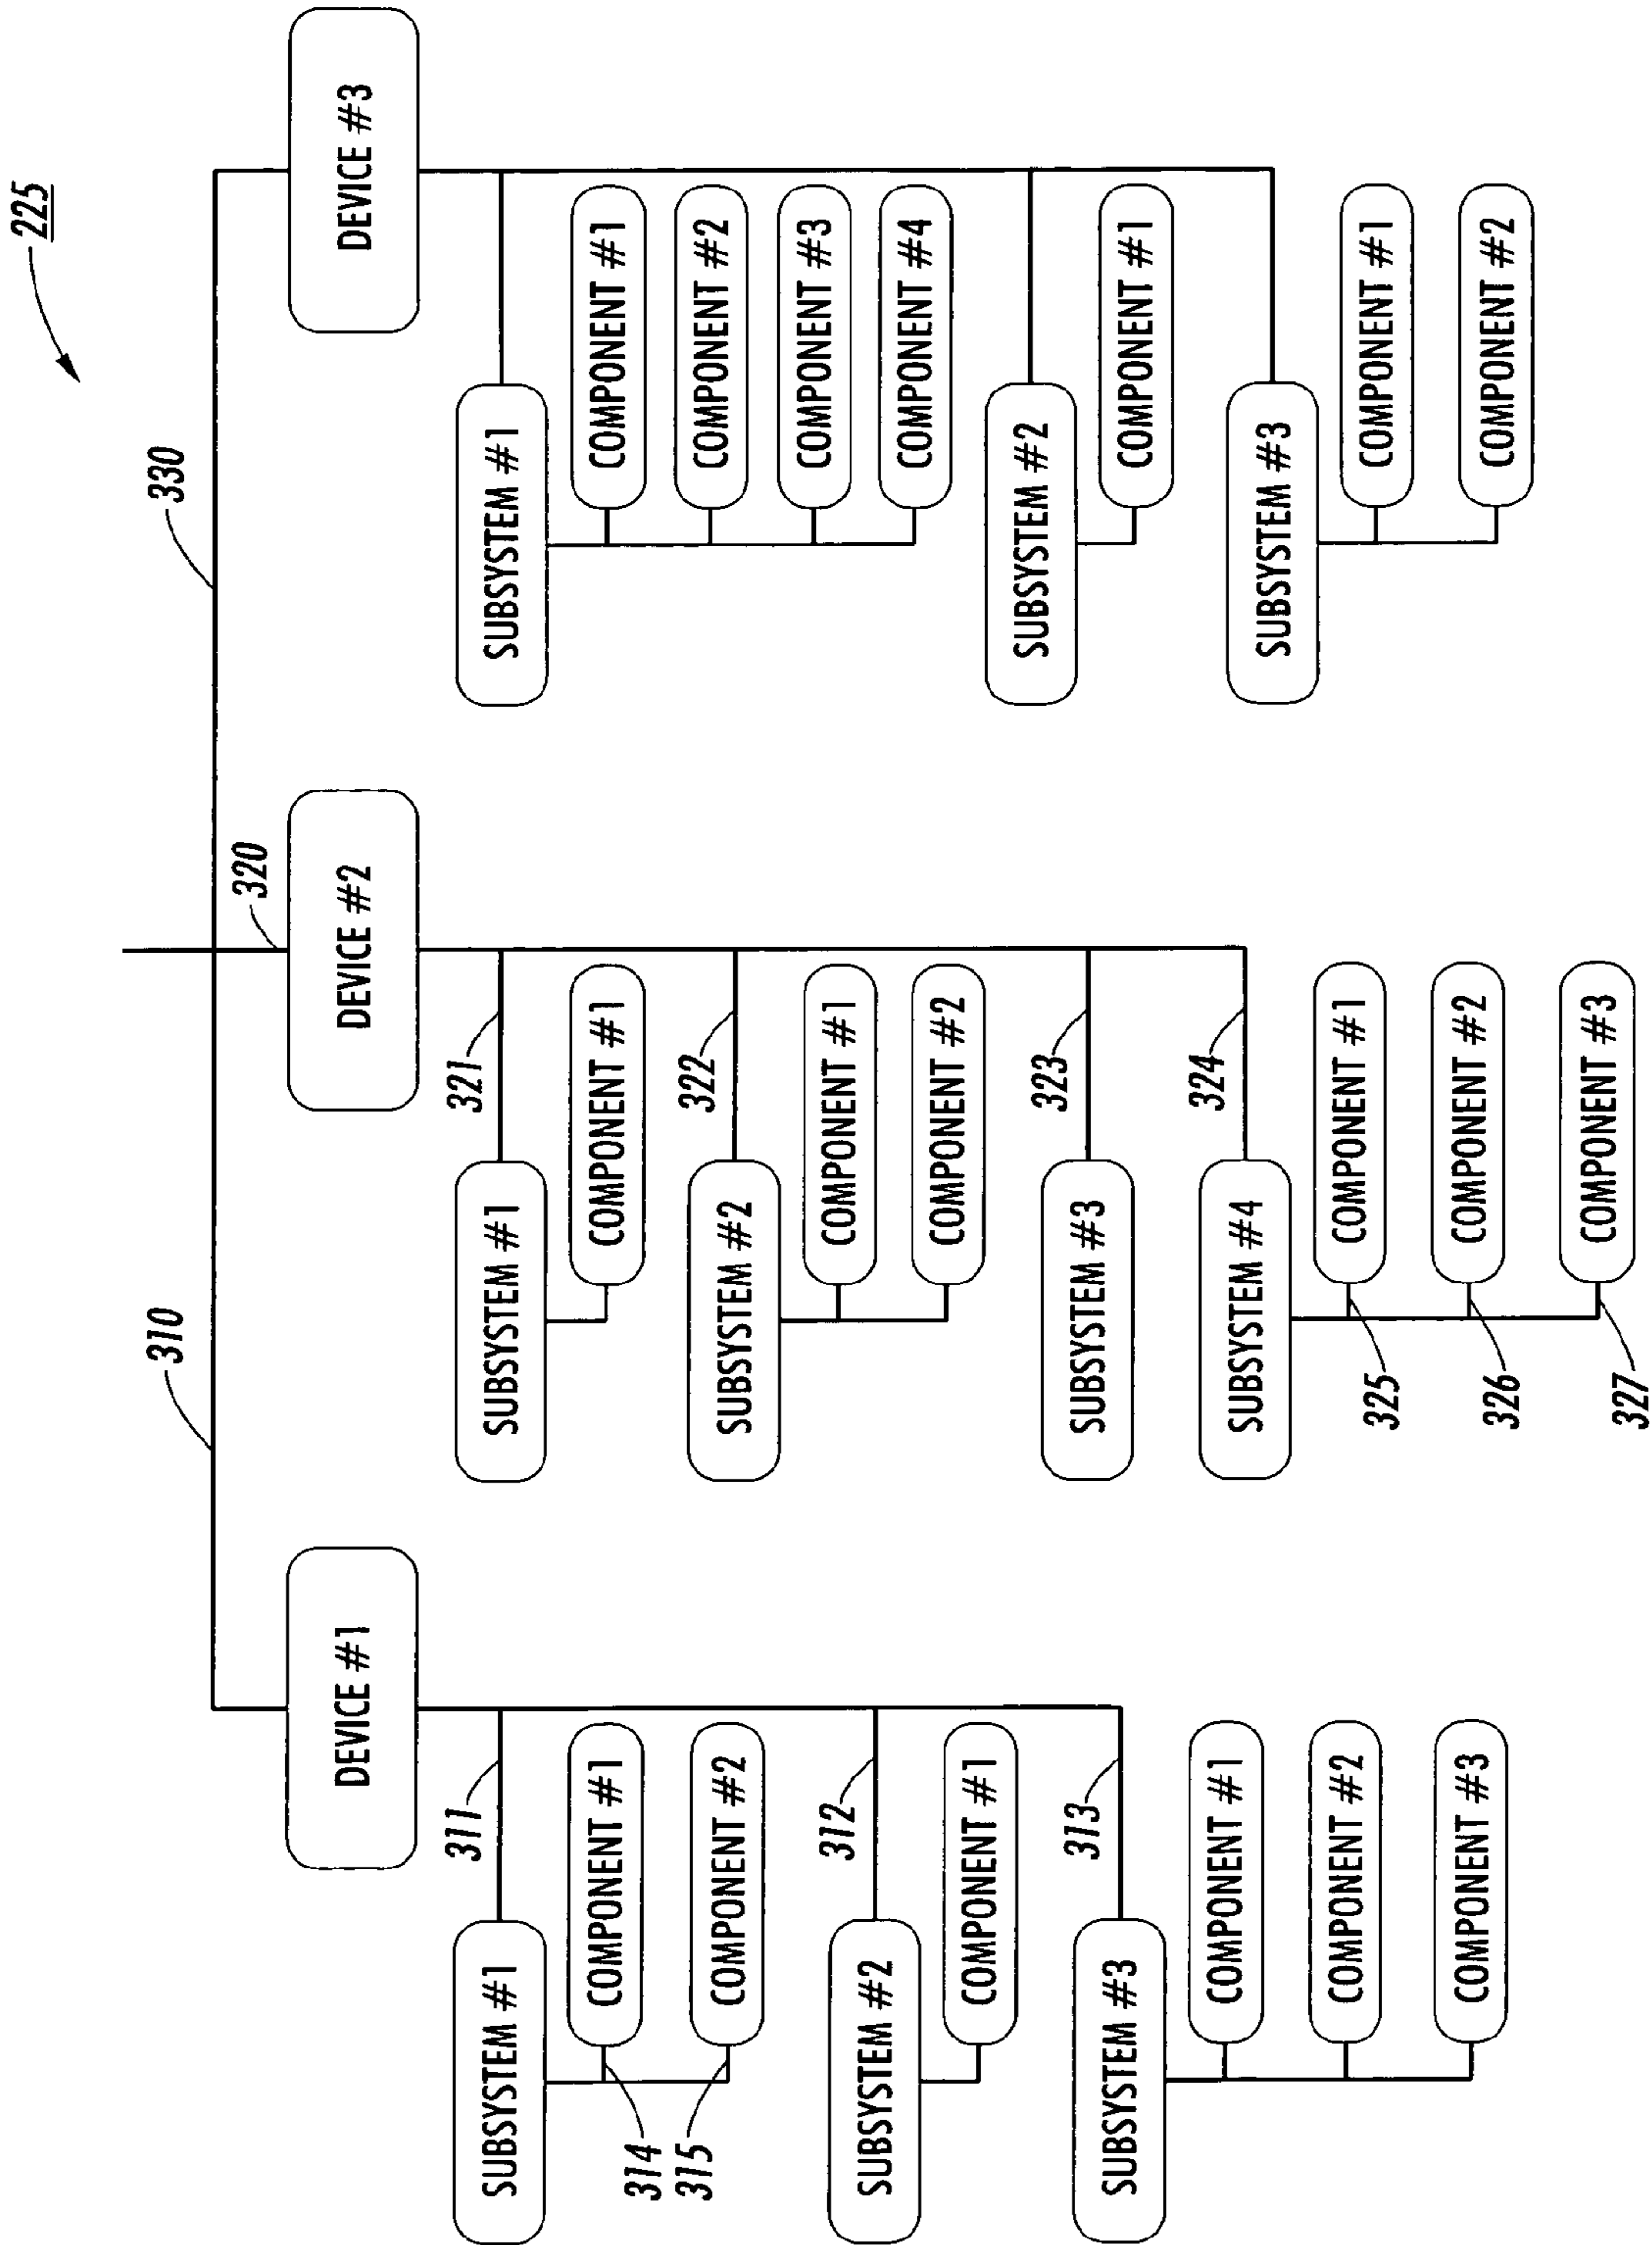 225
310
320
330
DEVICE #1
DEVICE #2
DEVICE #3
311
SUBSYSTEM #1
COMPONENT #1
314
COMPONENT #2
315
312
SUBSYSTEM #2
COMPONENT #1
313
SUBSYSTEM #3
COMPONENT #1
COMPONENT #2
COMPONENT #3
321
SUBSYSTEM #1
COMPONENT #1
322
SUBSYSTEM #2
COMPONENT #1
COMPONENT #2
323
SUBSYSTEM #3
324
SUBSYSTEM #4
COMPONENT #1
325
COMPONENT #2
326
COMPONENT #3
327
SUBSYSTEM #1
COMPONENT #1
COMPONENT #2
COMPONENT #3
COMPONENT #4
SUBSYSTEM #2
COMPONENT #1
SUBSYSTEM #3
COMPONENT #1
COMPONENT #2